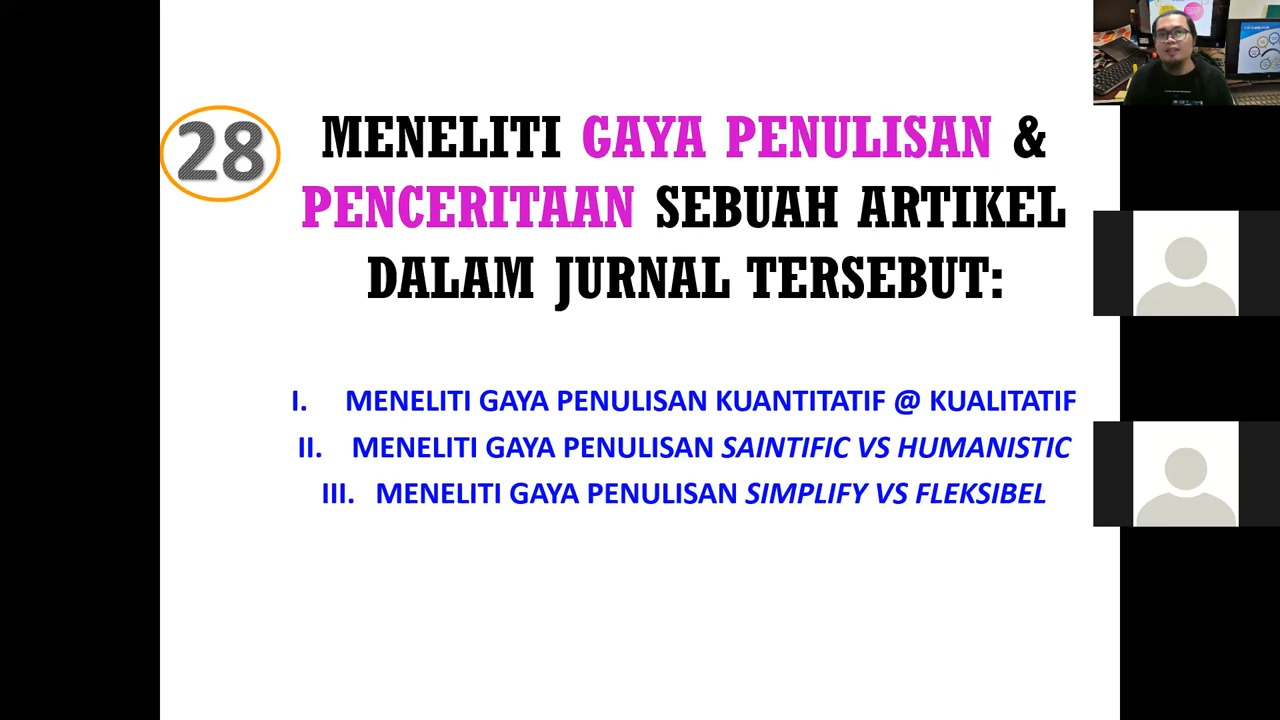 28
MENELITI GAYA PENULISAN &
PENCERITAAN SEBUAH ARTIKEL
DALAM JURNAL TERSEBUT:
I. MENELITI GAYA PENULISAN KUANTITATIF @ KUALITATIF
II. MENELITI GAYA PENULISAN SAINTIFIC VS HUMANISTIC
III. MENELITI GAYA PENULISAN SIMPLIFY VS FLEKSIBEL